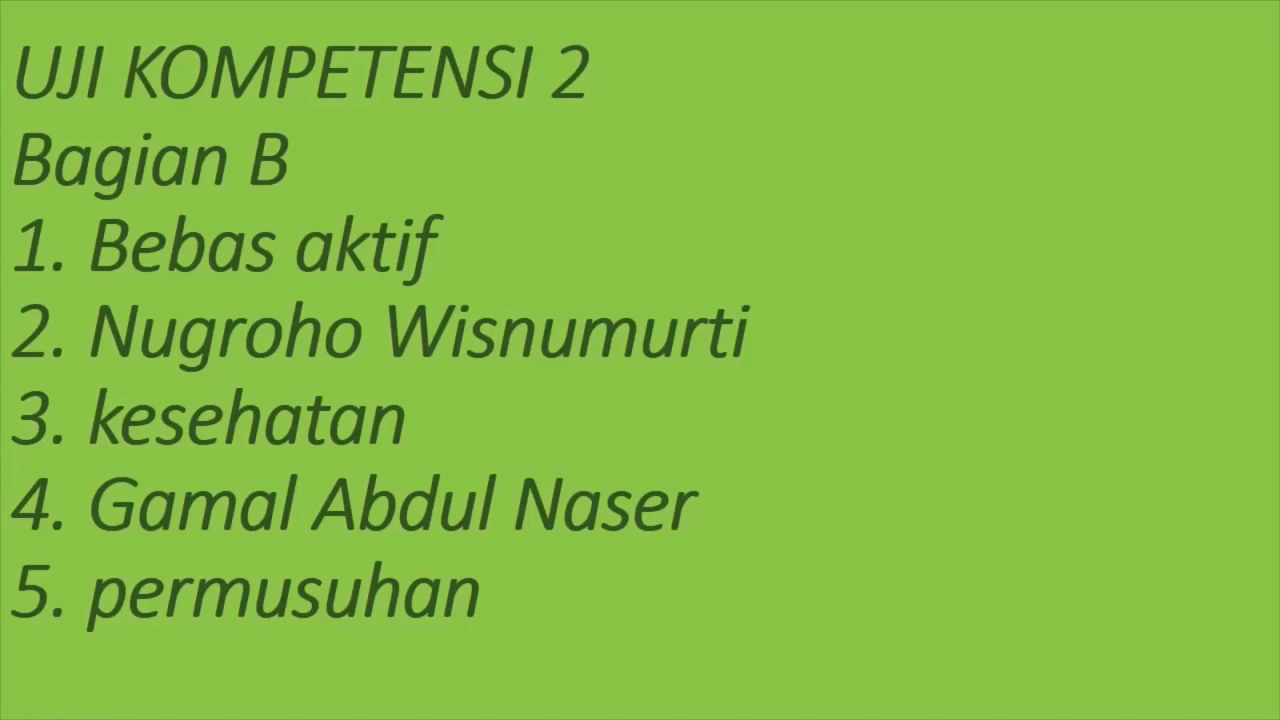 UJI KOMPETENSI 2
Bagian B
1. Bebas aktif
2. Nugroho Wisnumurti
3. kesehatan
4. Gamal Abdul Naser
5. permusuhan